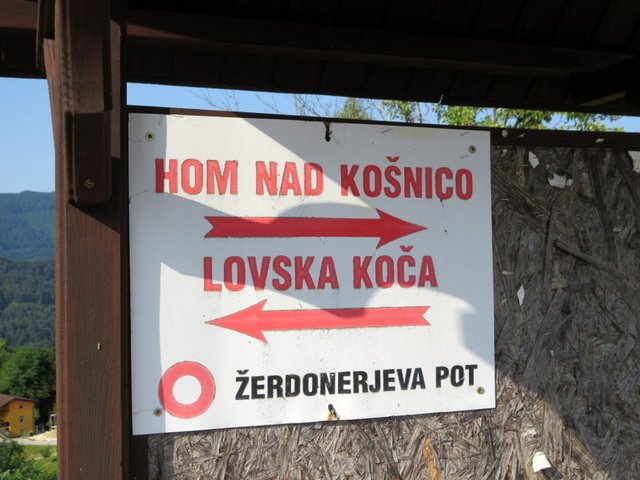 HOM NAD KOŠNICO
LOVSKA KOČA
ŽERDONERJEVA POT